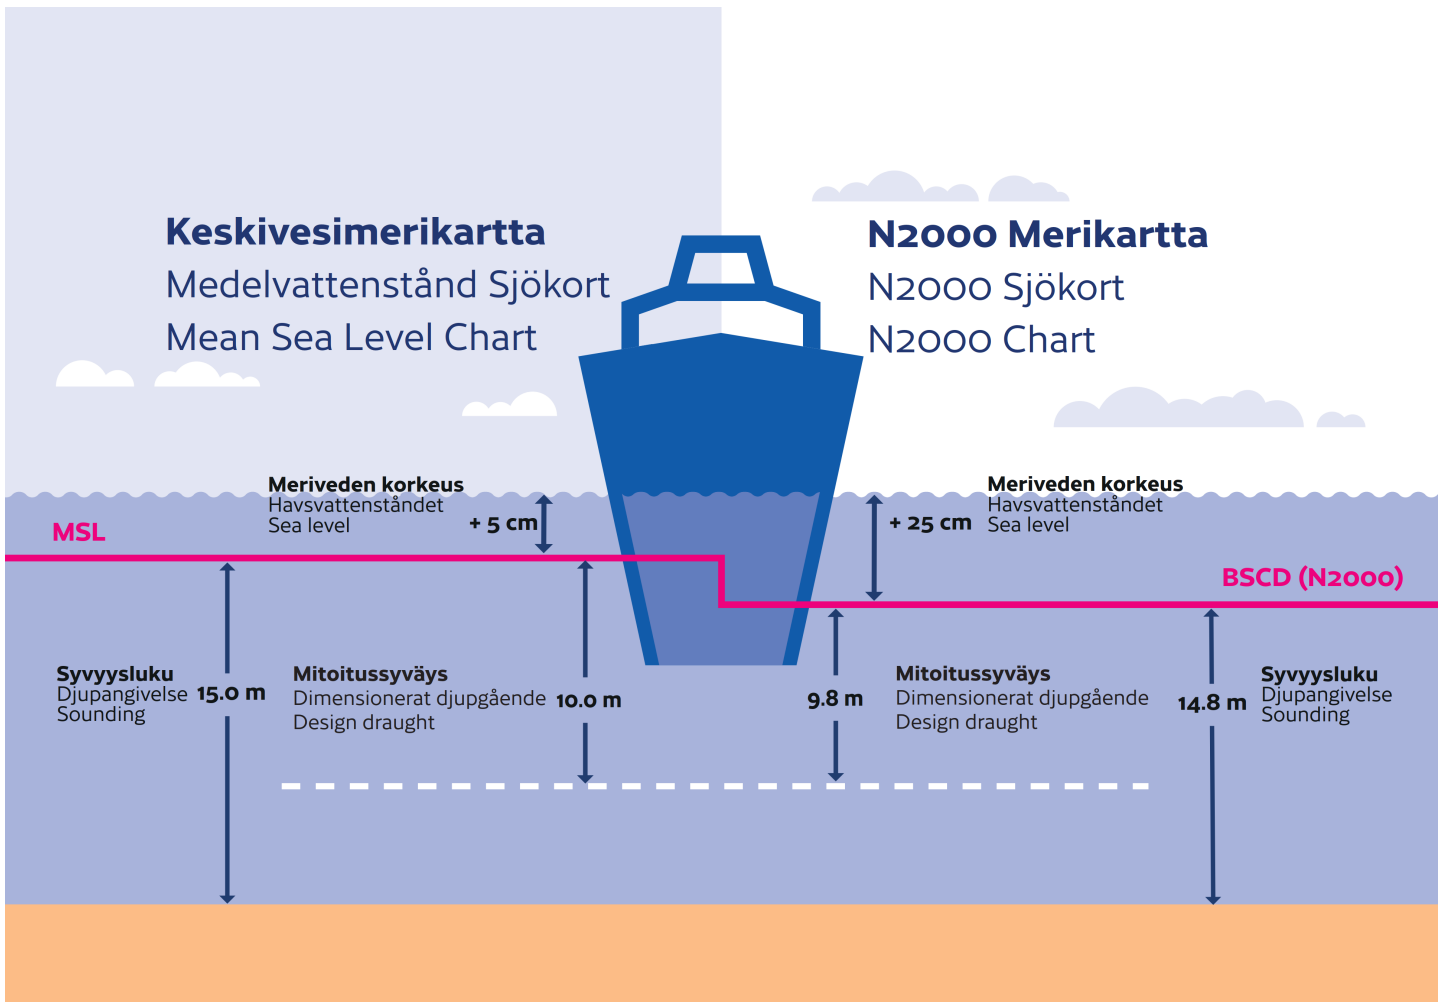 Keskivesimerikartta
Medelvattenstånd Sjökort
Mean Sea Level Chart
N2000 Merikartta
N2000 Sjökort
N2000 Chart
Meriveden korkeus
Havsvattenståndet
Sea level
+ 5 cm
MSL
Meriveden korkeus
Havsvattenståndet
Sea level
+ 25 cm
BSCD (N2000)
Syvyysluku
Djupangivelse
Sounding
15.0 m
Mitoitussyväys
Dimensionerat djupgående
Design draught
10.0 m
9.8 m
Mitoitussyväys
Dimensionerat djupgående
Design draught
14.8 m
Syvyysluku
Djupangivelse
Sounding